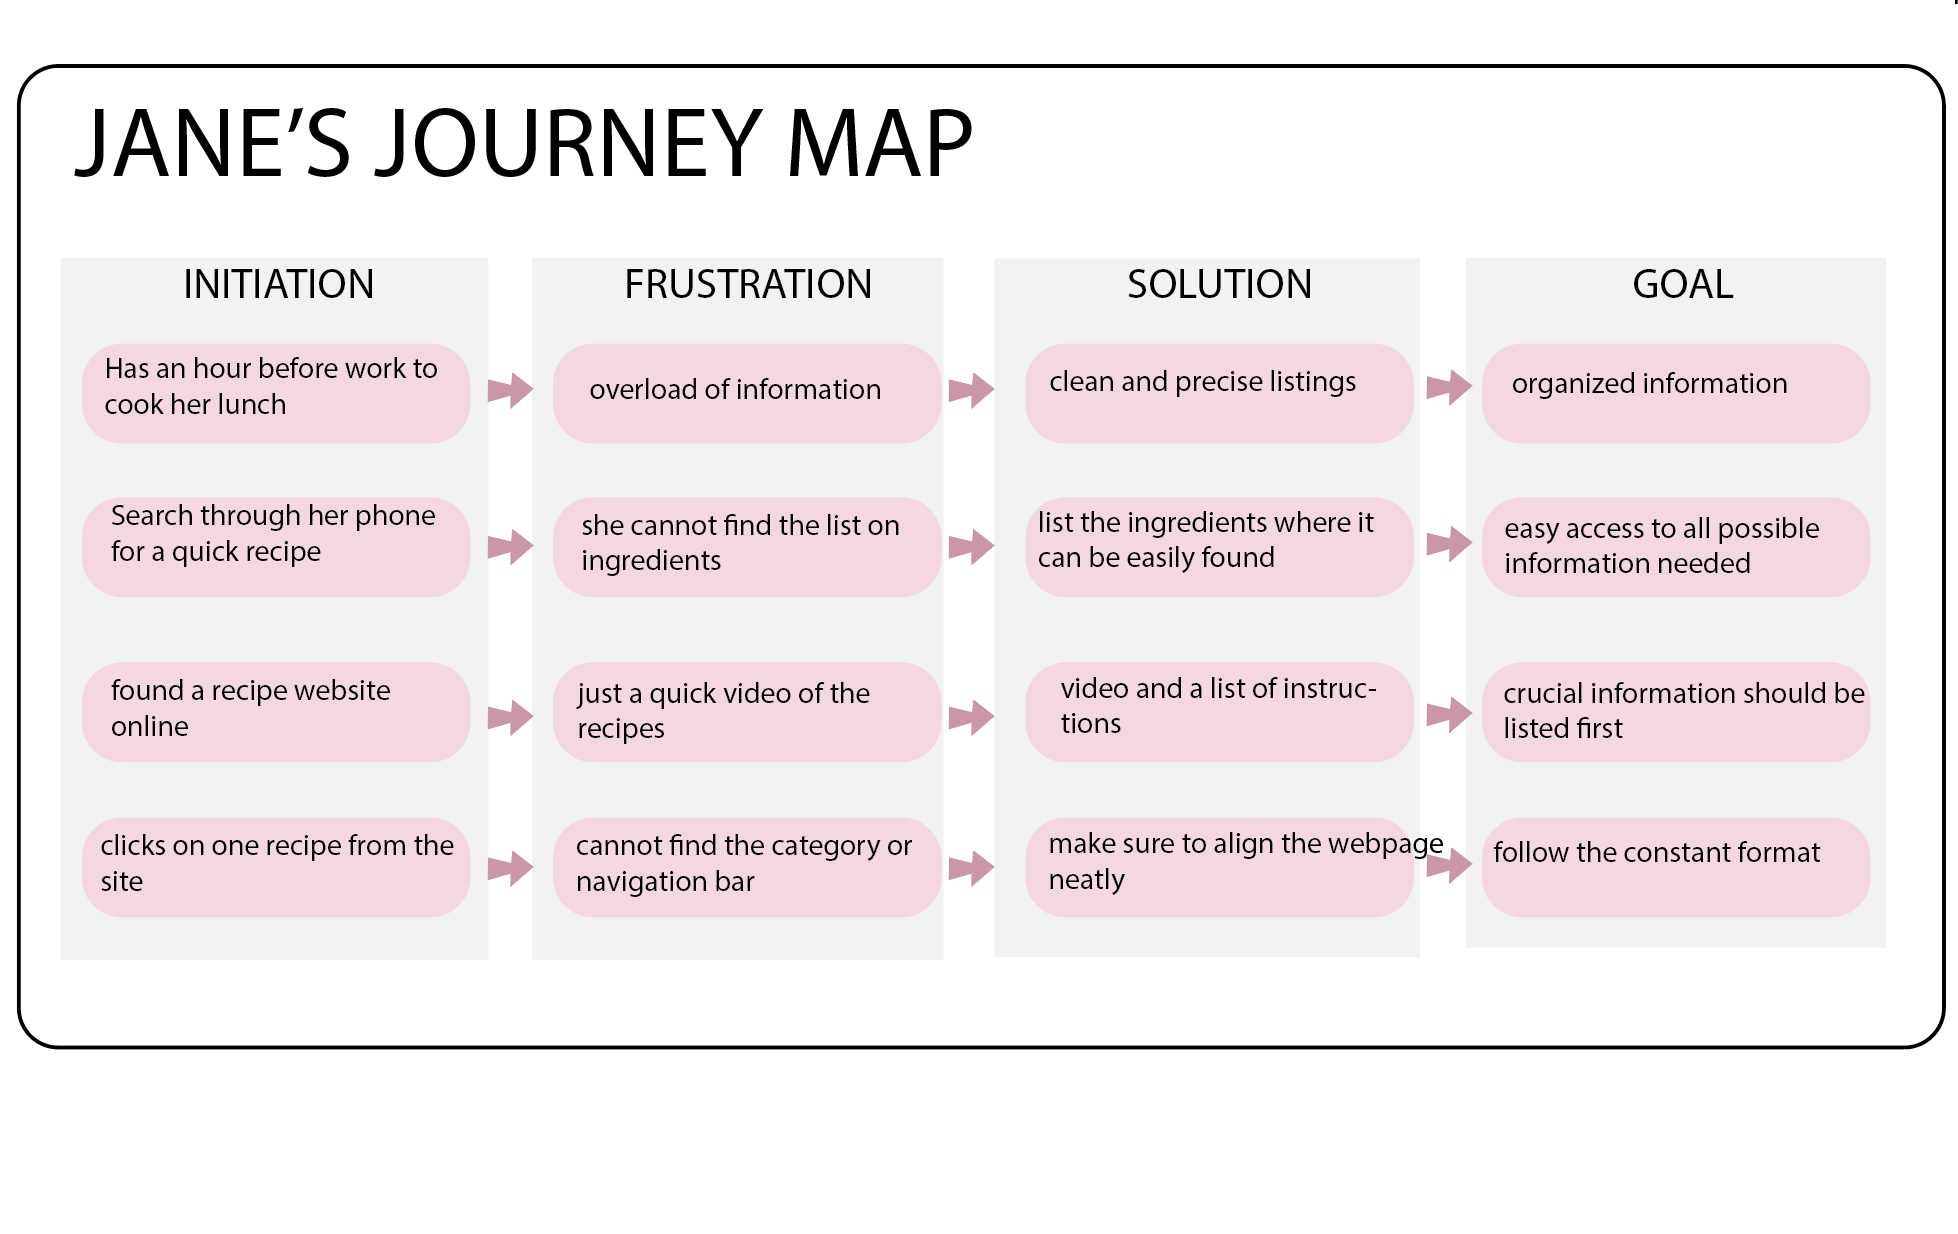 JANE’S JOURNEY MAP
INITIATION
Has an hour before work to
cook her lunch
Search through her phone
for a quick recipe
found a recipe website
online
clicks on one recipe from the
site
FRUSTRATION
overload of information
she cannot find the list on
ingredients
just a quick video of the
recipes
cannot find the category or
navigation bar
SOLUTION
clean and precise listings
list the ingredients where it
can be easily found
video and a list of instruc-
tions
make sure to align the webpage
neatly
GOAL
organized information
easy access to all possible
information needed
crucial information should be
listed first
follow the constant format